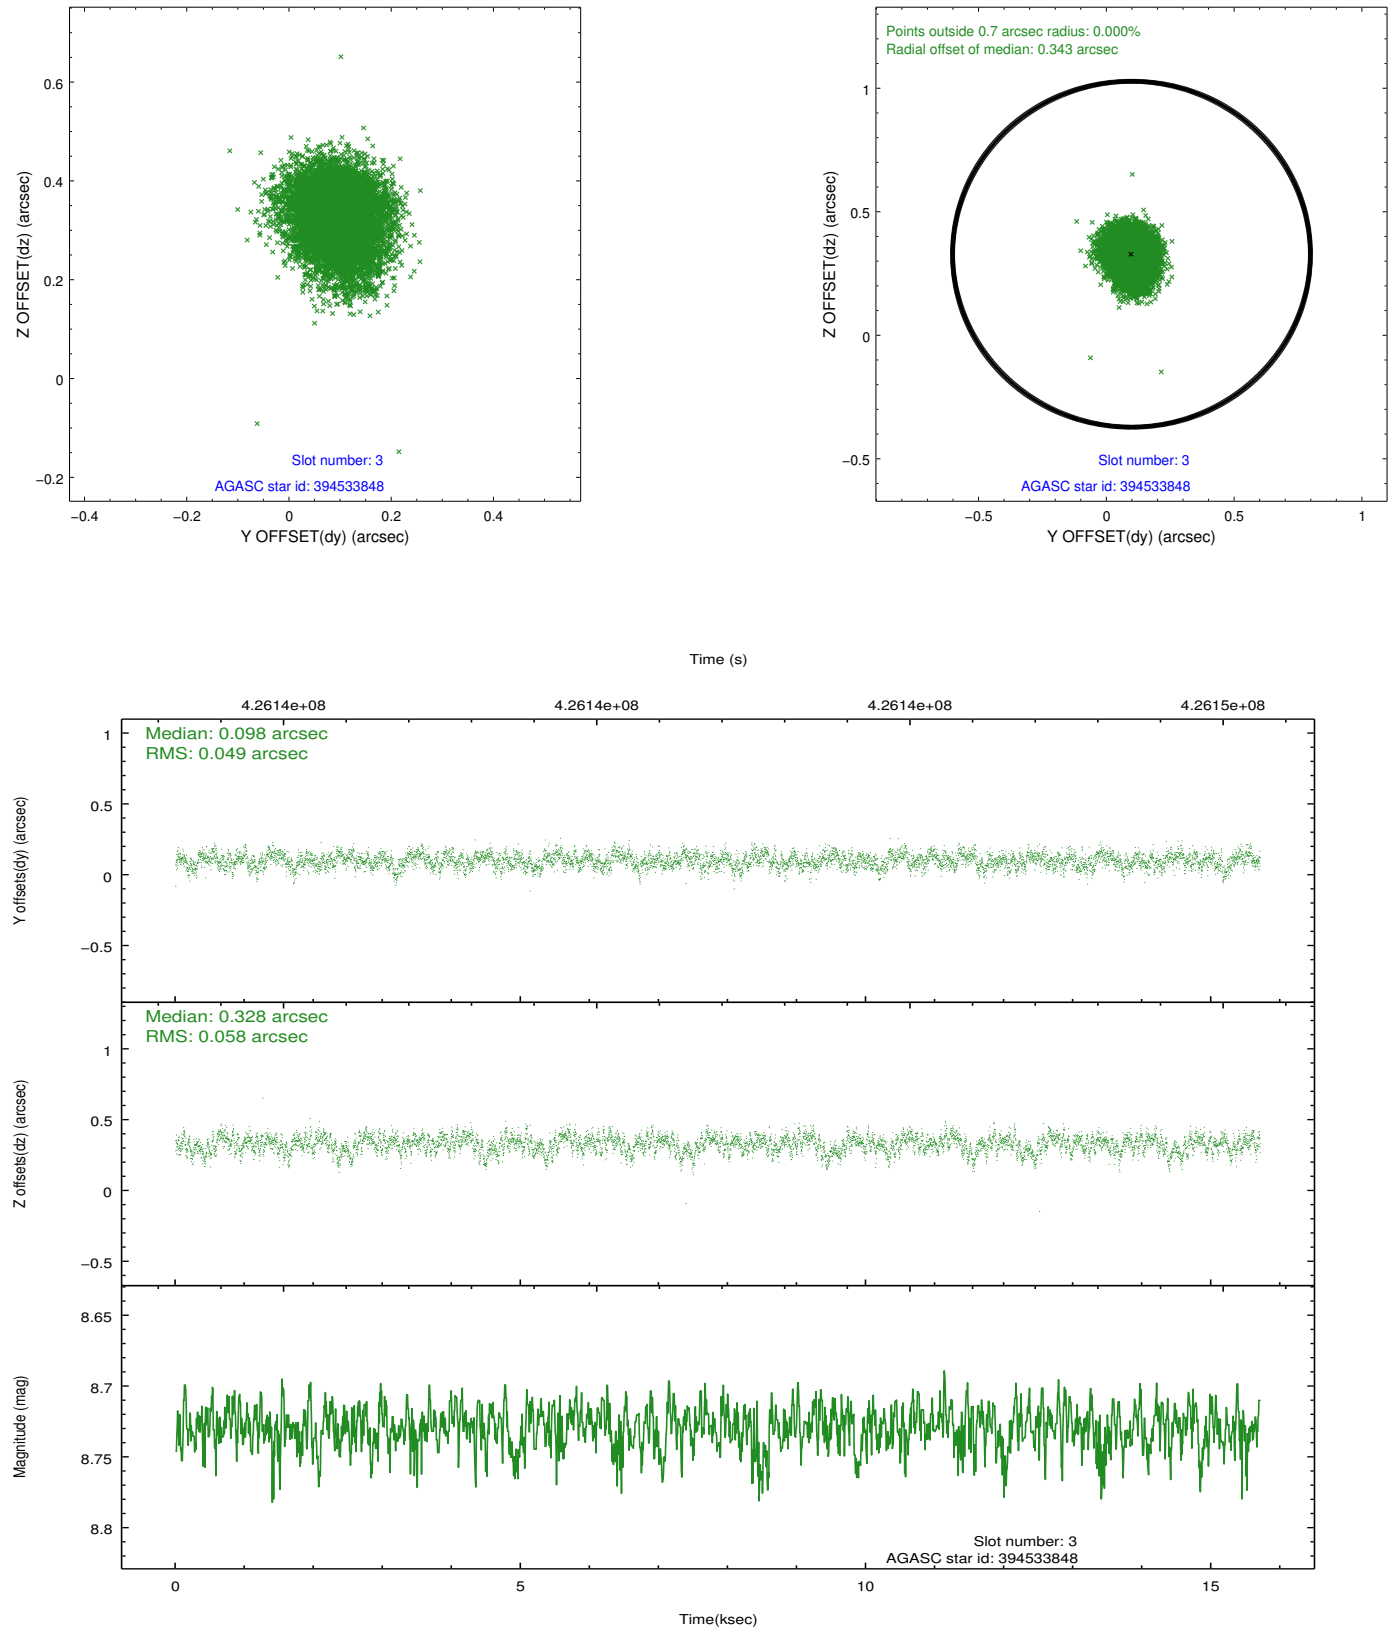 0.6
0.4
0.2
0
−0.2
Z OFFSET(dz) (arcsec)
−0.4
−0.2
0
0.2
0.4
Y OFFSET(dy) (arcsec)
Slot number: 3
AGASC star id: 394533848
Points outside 0.7 arcsec radius: 0.000%
Radial offset of median: 0.343 arcsec
1
0.5
0
−0.5
Z OFFSET(dz) (arcsec)
Slot number: 3
AGASC star id: 394533848
−0.5
0
0.5
1
Y OFFSET(dy) (arcsec)
Time (s)
4.2614e+08
4.2614e+08
4.2614e+08
4.2615e+08
Median: 0.098 arcsec
RMS: 0.049 arcsec
1
0.5
0
−0.5
Y offsets(dy) (arcsec)
Median: 0.328 arcsec
RMS: 0.058 arcsec
1
0.5
0
−0.5
Z offsets(dz) (arcsec)
8.65
8.7
8.75
8.8
Magnitude (mag)
Slot number: 3
AGASC star id: 394533848
0
5
10
15
Time(ksec)